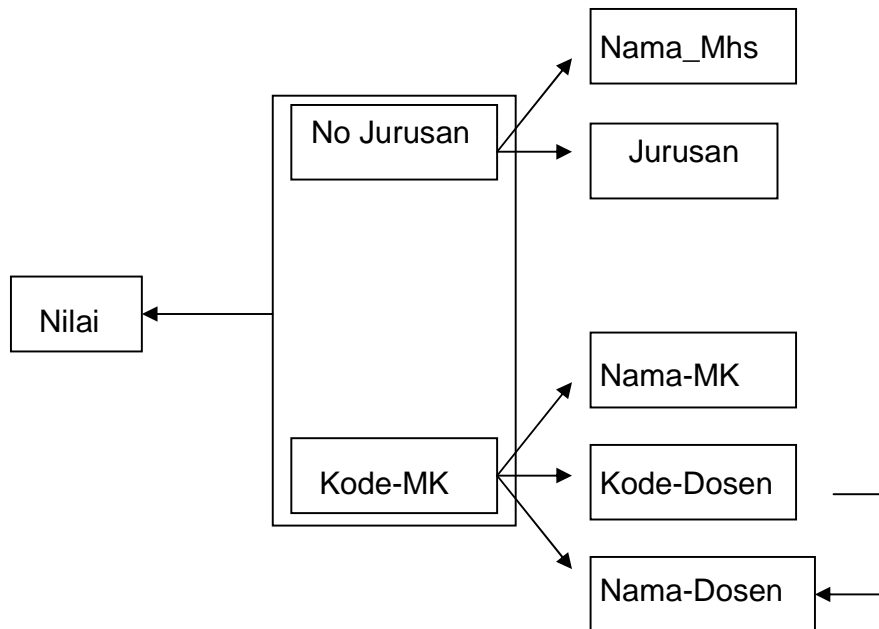 Nama_Mhs
No Jurusan
Jurusan
Nilai
Nama-MK
Kode-MK
Kode-Dosen
Nama-Dosen